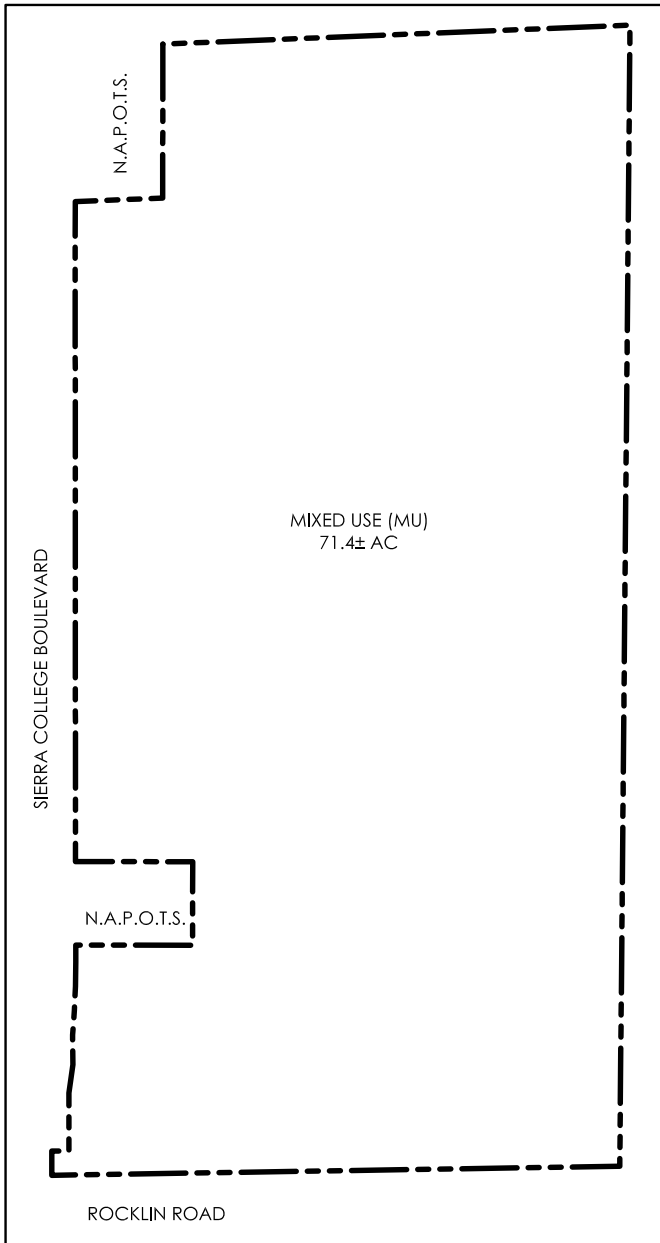 N.A.P.O.T.S.
MIXED USE (MU)
71.4± AC
SIERRA COLLEGE BOULEVARD
N.A.P.O.T.S.
ROCKLIN ROAD